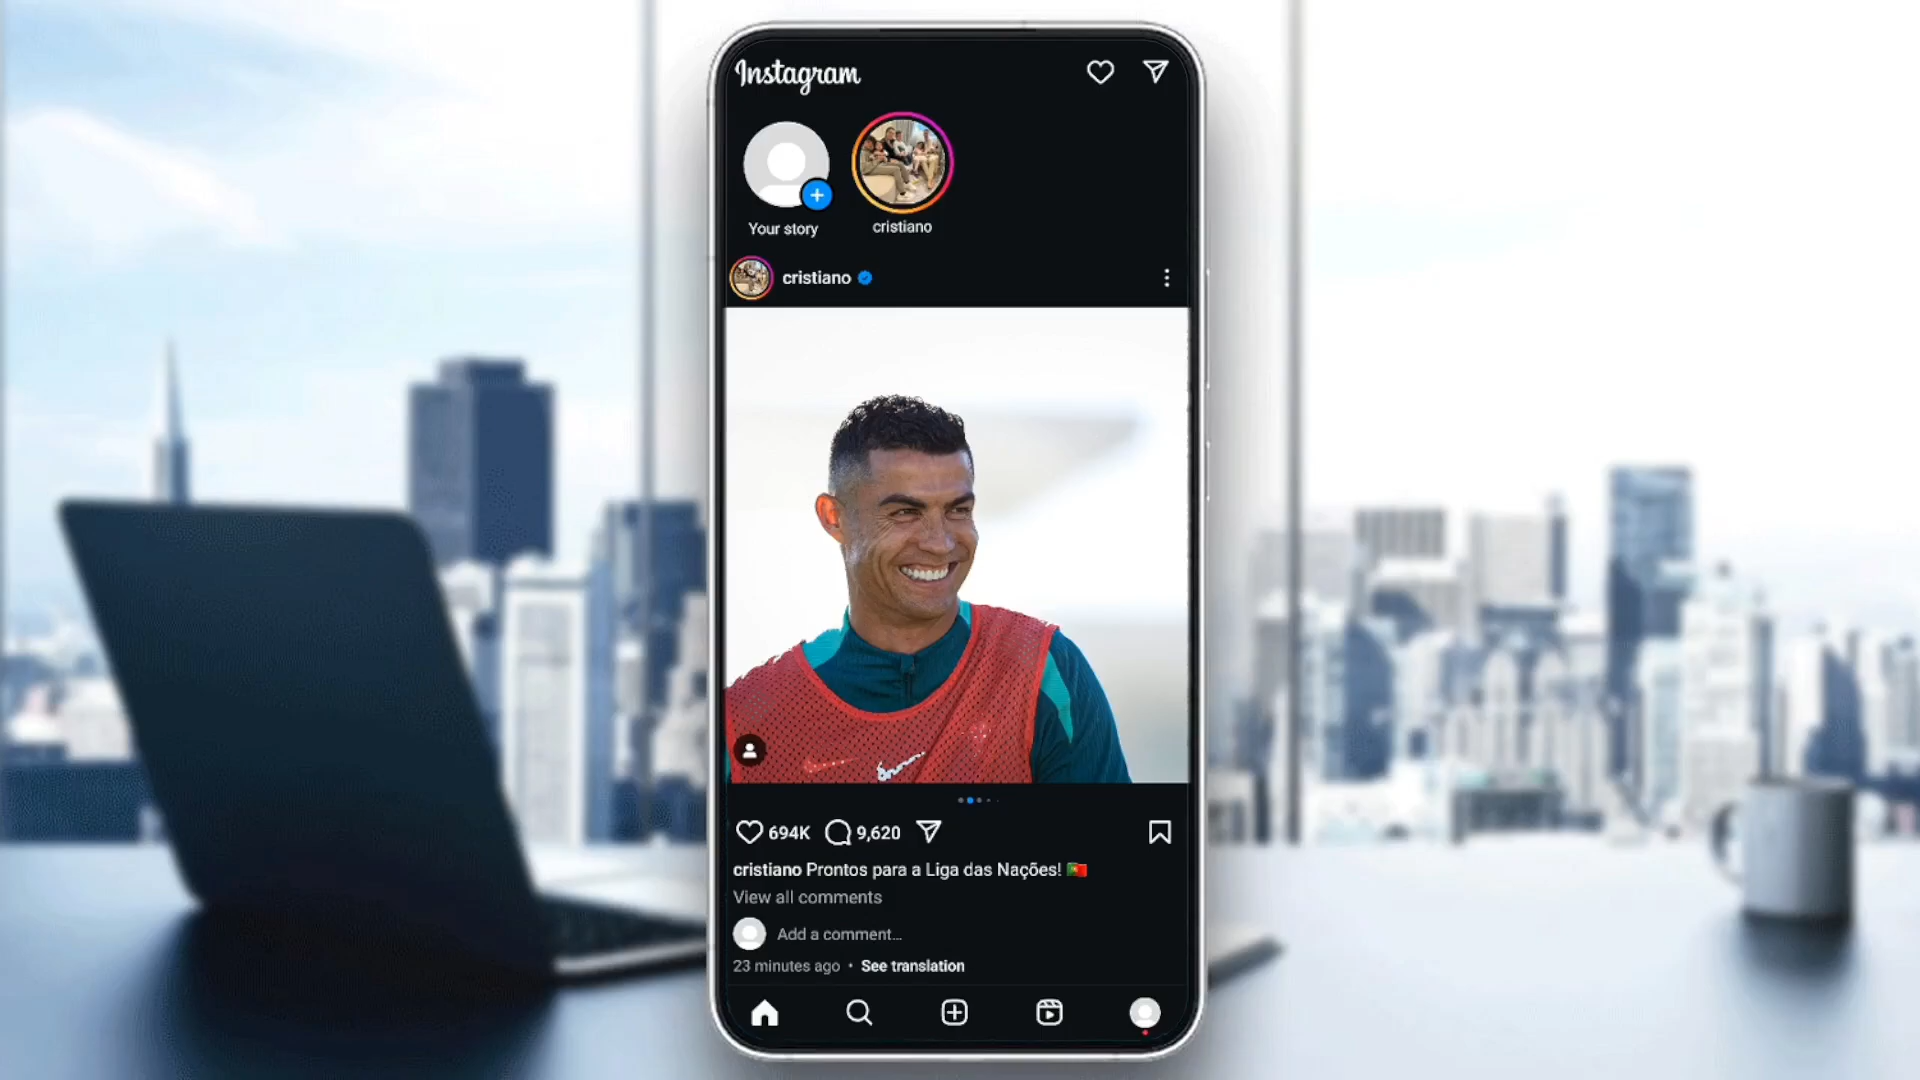 Instagram
Your story
cristiano
cristiano
694K 9,620
cristiano Prontos para a Liga das Nações! 🇵🇹
View all comments
Add a comment...
23 minutes ago • See translation